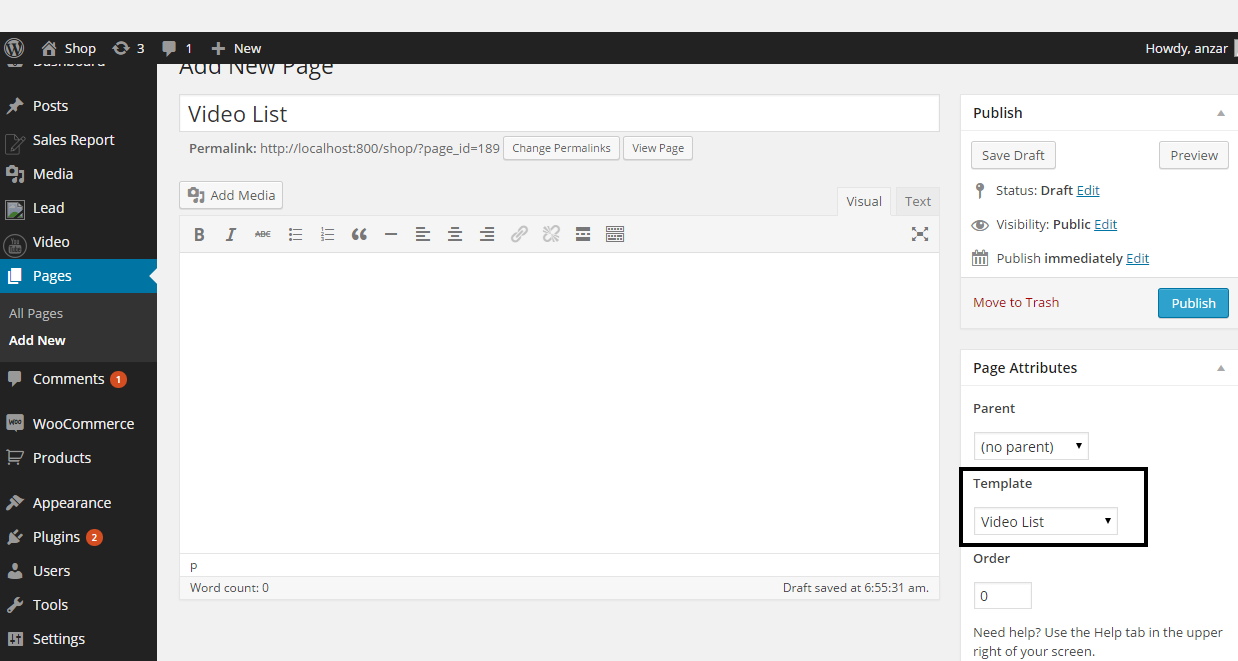 Shop 3 1 + New Howdy, anzar
Dashboard
Posts
Sales Report
Media
Lead
Video
Pages
All Pages
Add New
Comments 1
WooCommerce
Products
Appearance
Plugins 2
Users
Tools
Settings
Add New Page
Video List
Permalink: http://localhost:800/shop/?page_id=189 Change Permalinks View Page
Add Media
Visual Text
B I ABC
p
Word count: 0 Draft saved at 6:55:31 am.
Publish
Save Draft Preview
Status: Draft Edit
Visibility: Public Edit
Publish immediately Edit
Move to Trash Publish
Page Attributes
Parent
(no parent)
Template
Video List
Order
0
Need help? Use the Help tab in the upper
right of your screen.